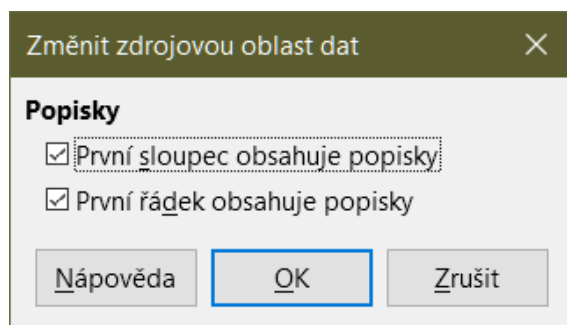 Změnit zdrojovou oblast dat
Popisky
První sloupec obsahuje popisky
První řádek obsahuje popisky
Nápověda OK Zrušit